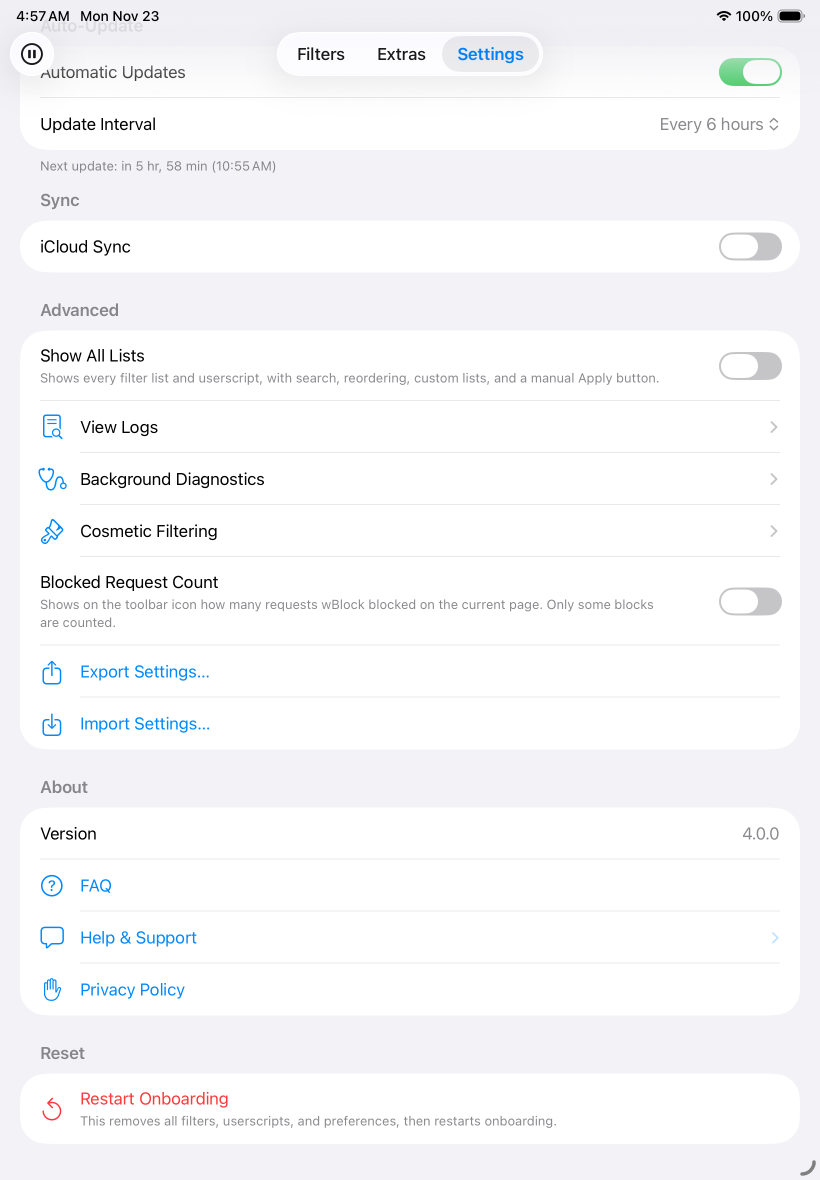 4:57 AM Mon Nov 23
100%
Auto-Update
Filters
Extras
Settings
Automatic Updates
Update Interval
Every 6 hours
Next update: in 5 hr, 58 min (10:55 AM)
Sync
iCloud Sync
Advanced
Show All Lists
Shows every filter list and userscript, with search, reordering, custom lists, and a manual Apply button.
View Logs
Background Diagnostics
Cosmetic Filtering
Blocked Request Count
Shows on the toolbar icon how many requests wBlock blocked on the current page. Only some blocks
are counted.
Export Settings...
Import Settings...
About
Version
4.0.0
FAQ
Help & Support
Privacy Policy
Reset
Restart Onboarding
This removes all filters, userscripts, and preferences, then restarts onboarding.